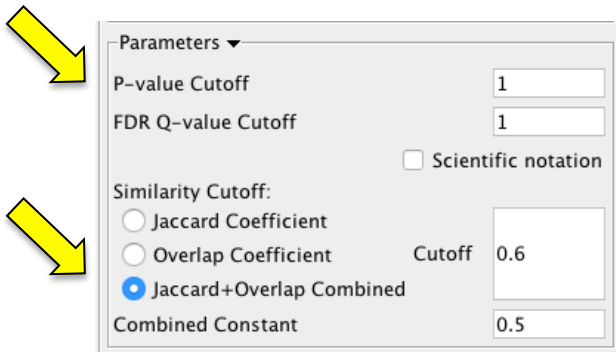 Parameters
P-value Cutoff 1
FDR Q-value Cutoff 1
Scientific notation
Similarity Cutoff:
Jaccard Coefficient
Overlap Coefficient Cutoff 0.6
Jaccard+Overlap Combined
Combined Constant 0.5